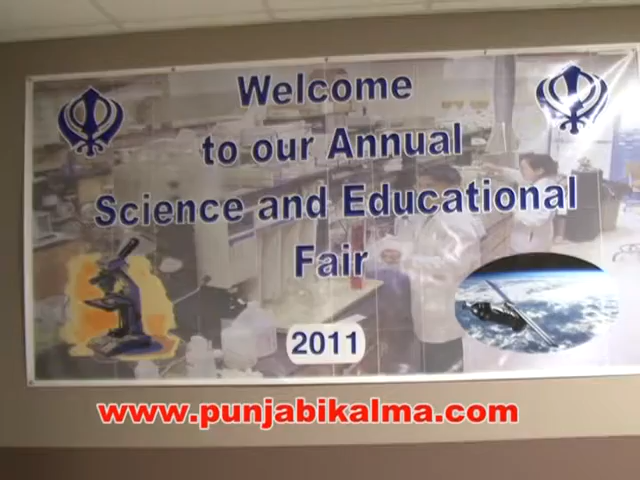 Welcome
to our Annual
Science and Educational
Fair
2011
www.punjabikalma.com